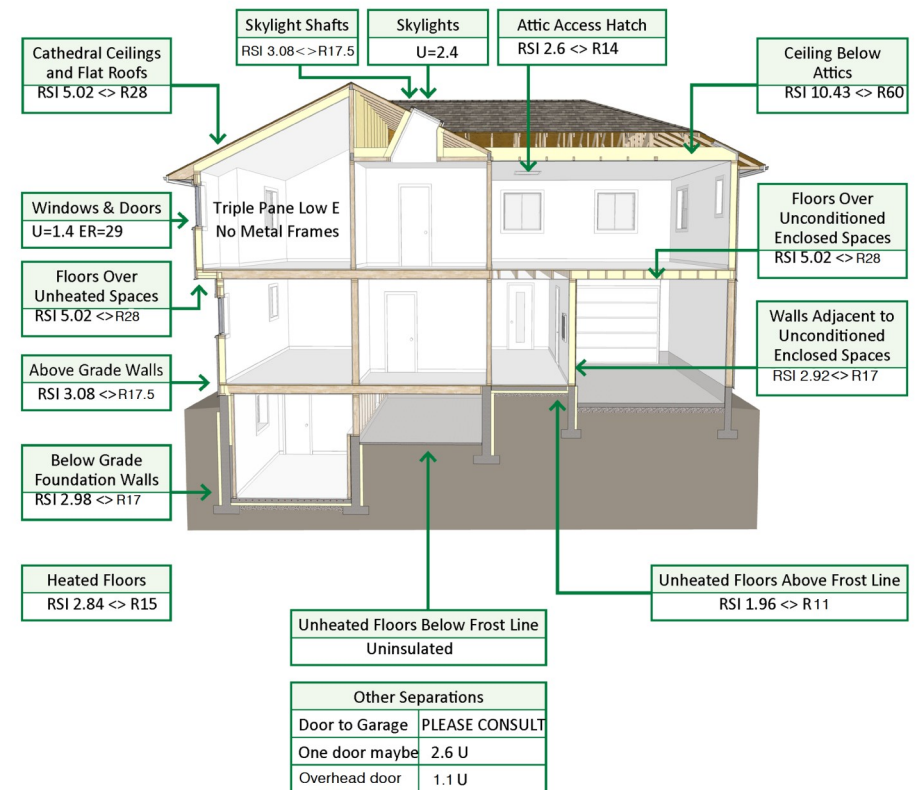 Skylight Shafts
RSI 3.08<>R17.5
Skylights
U=2.4
Attic Access Hatch
RSI 2.6 <> R14
Cathedral Ceilings
and Flat Roofs
RSI 5.02 <> R28
Ceiling Below
Attics
RSI 10.43 <> R60
Windows & Doors
U=1.4 ER=29
Triple Pane Low E
No Metal Frames
Floors Over
Unconditioned
Enclosed Spaces
RSI 5.02 <> R28
Floors Over
Unheated Spaces
RSI 5.02 <>R28
Walls Adjacent to
Unconditioned
Enclosed Spaces
RSI 2.92<> R17
Above Grade Walls
RSI 3.08 <>R17.5
Below Grade
Foundation Walls
RSI 2.98 <> R17
Heated Floors
RSI 2.84 <> R15
Unheated Floors Above Frost Line
RSI 1.96 <> R11
Unheated Floors Below Frost Line
Uninsulated
Other Separations
Door to Garage PLEASE CONSULT
One door maybe 2.6 U
Overhead door 1.1 U